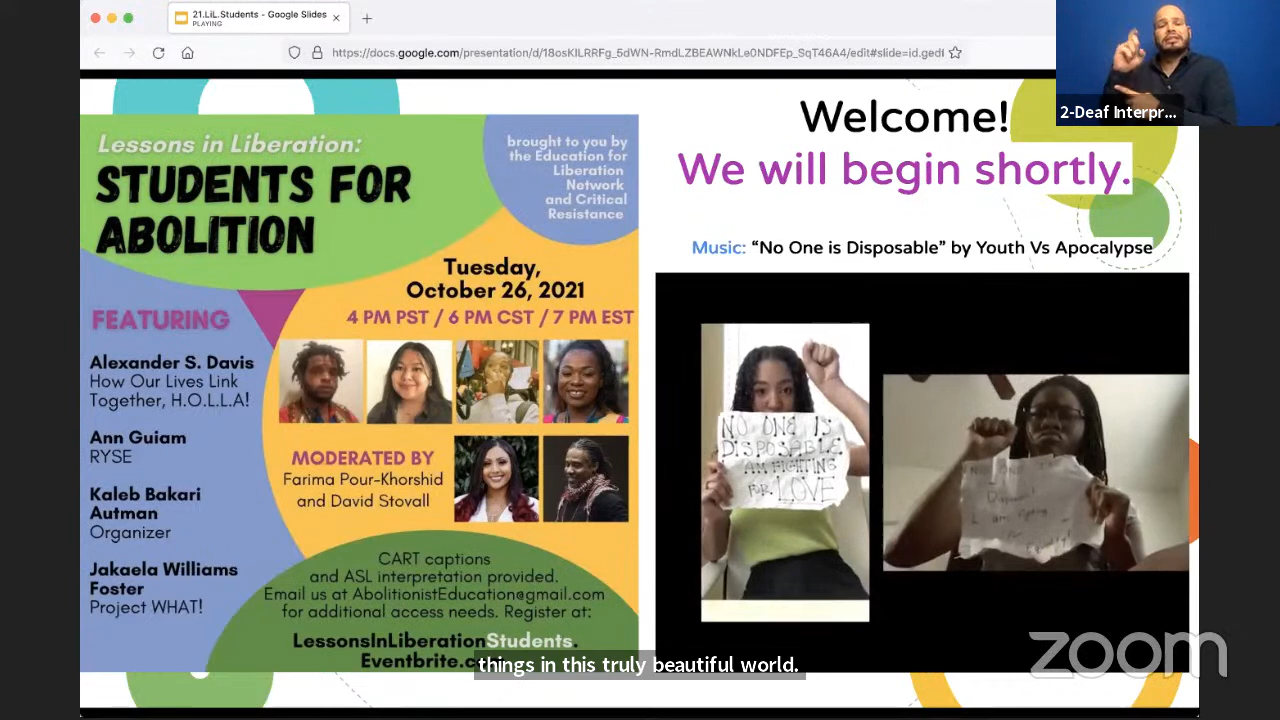 21.LiL.Students - Google Slides
PLAYING
https://docs.google.com/presentation/d/18osKILRRFg_5dWN-RmdLZBEAWNkLe0NDFEp_SqT46A4/edit#slide=id.ged
2-Deaf Interpr...
Lessons in Liberation:
STUDENTS FOR
ABOLITION
brought to you by
the Education for
Liberation
Network
and Critical
Resistance
Tuesday,
October 26, 2021
4 PM PST / 6 PM CST / 7 PM EST
FEATURING
Alexander S. Davis
How Our Lives Link
Together, H.O.L.L.A!
Ann Guiam
RYSE
Kaleb Bakari
Autman
Organizer
Jakaela Williams
Foster
Project WHAT!
MODERATED BY
Farima Pour-Khorshid
and David Stovall
CART captions
and ASL interpretation provided.
Email us at AbolitionistEducation@gmail.com
for additional access needs. Register at:
LessonsInLiberationStudents.
Eventbrite.c
things in this truly beautiful world.
Welcome!
We will begin shortly.
Music: “No One is Disposable” by Youth Vs Apocalypse
NO ONE IS
DISPOSABLE
AM FIGHTING
FOR LOVE
zoom